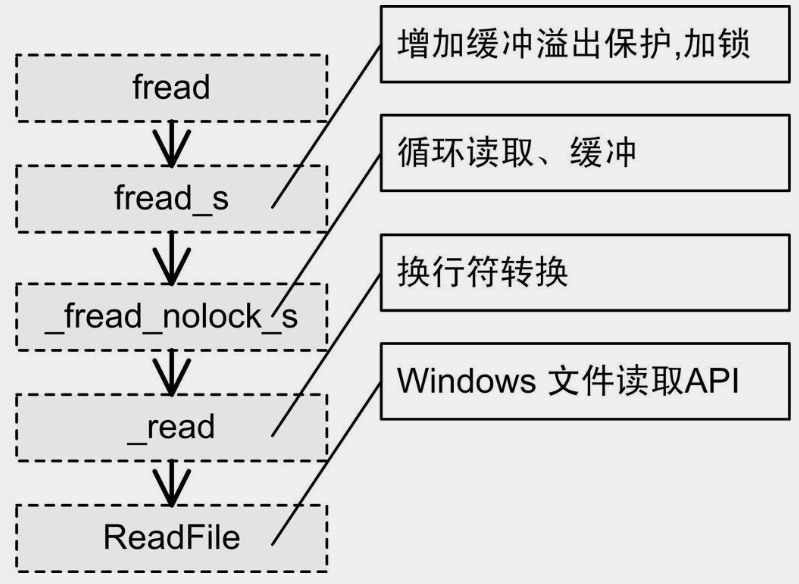 fread
增加缓冲溢出保护,加锁
fread_s
循环读取、缓冲
_fread_nolock_s
换行符转换
_read
Windows 文件读取API
ReadFile